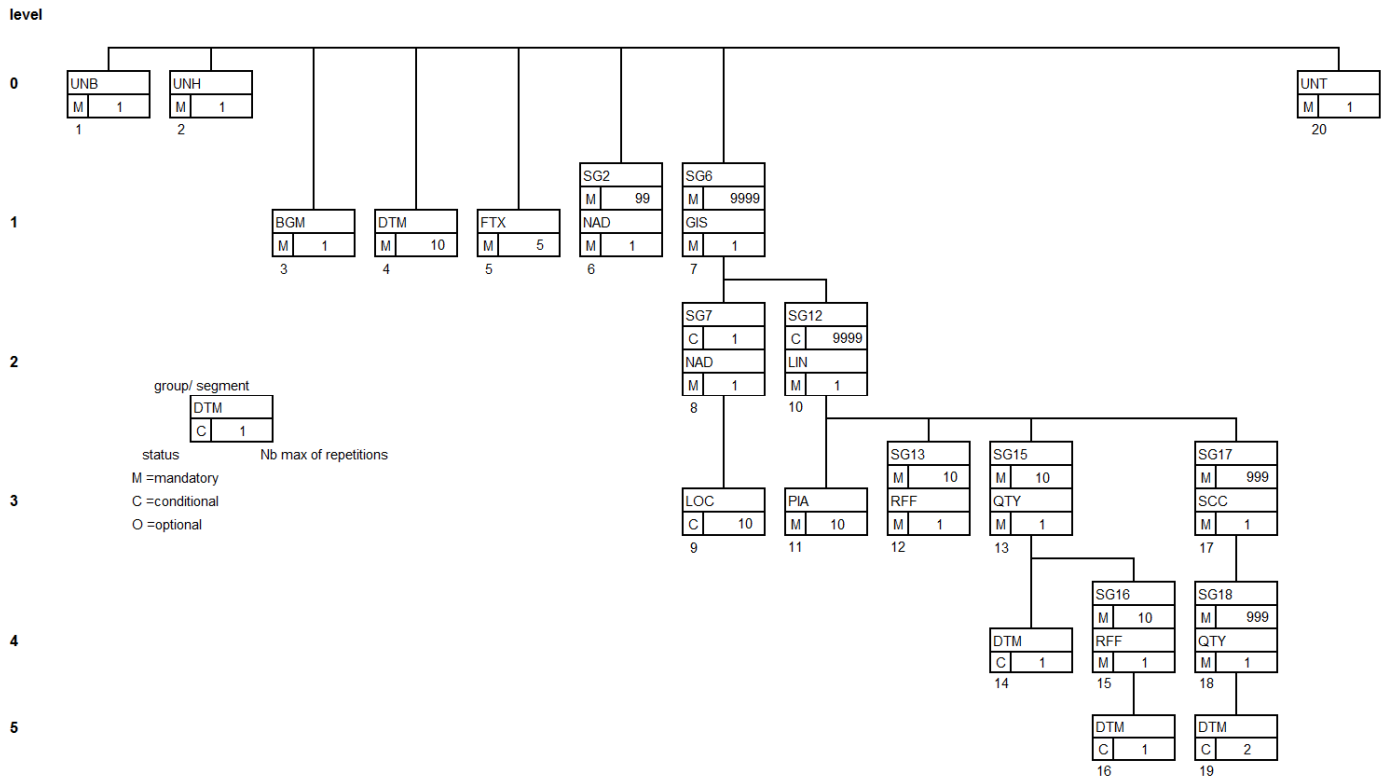 level
0
UNB
M 1
1
UNH
M 1
2
UNT
M 1
20
1
BGM
M 1
3
DTM
M 10
4
FTX
M 5
5
SG2
M 99
NAD
M 1
6
SG6
M 9999
GIS
M 1
7
2
SG7
C 1
NAD
M 1
8
SG12
C 9999
LIN
M 1
10
group/ segment
DTM
C 1
status Nb max of repetitions
M =mandatory
C =conditional
O =optional
3
LOC
C 10
9
PIA
M 10
11
SG13
M 10
RFF
M 1
12
SG15
M 10
QTY
M 1
13
SG17
M 999
SCC
M 1
17
4
DTM
C 1
14
SG16
M 10
RFF
M 1
15
SG18
M 999
QTY
M 1
18
5
DTM
C 1
16
DTM
C 2
19